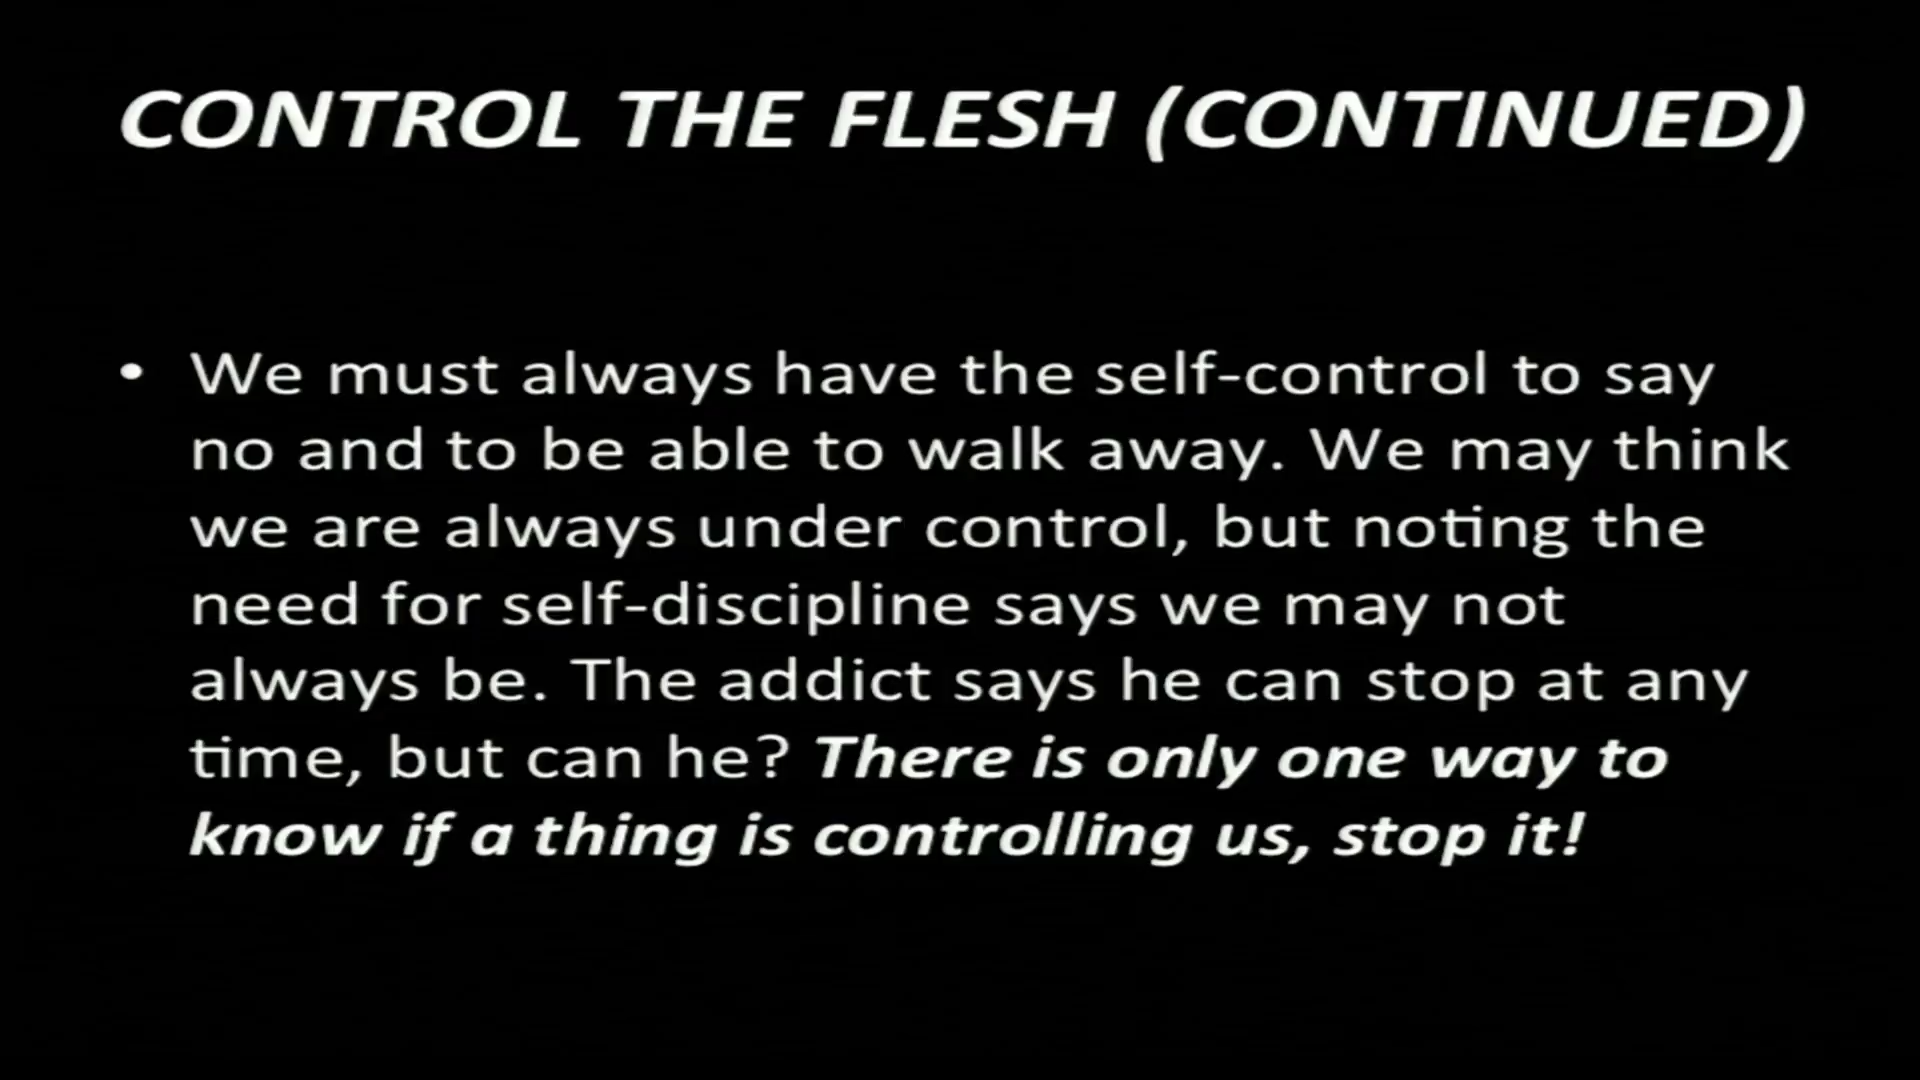 CONTROL THE FLESH (CONTINUED)
• We must always have the self-control to say
no and to be able to walk away. We may think
we are always under control, but noting the
need for self-discipline says we may not
always be. The addict says he can stop at any
time, but can he? There is only one way to
know if a thing is controlling us, stop it!